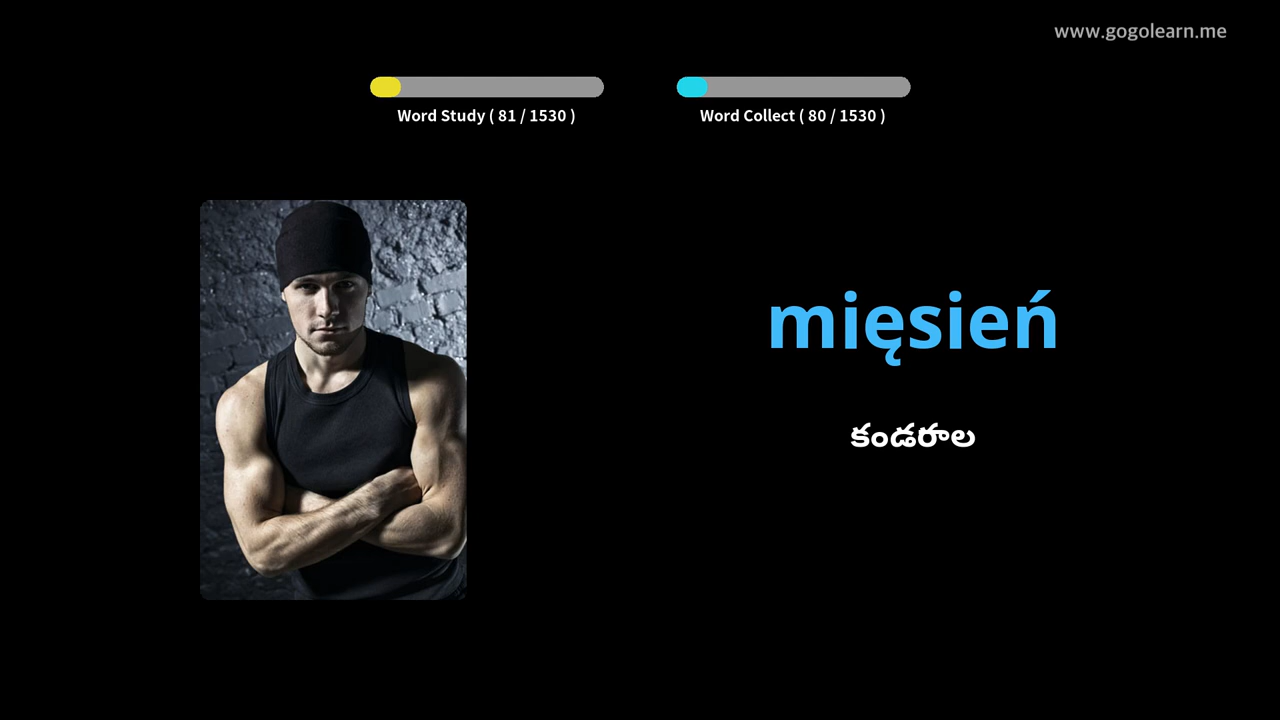 www.gogolearn.me
Word Study ( 81 / 1530 )
Word Collect ( 80 / 1530 )
mięsień
కండరాల